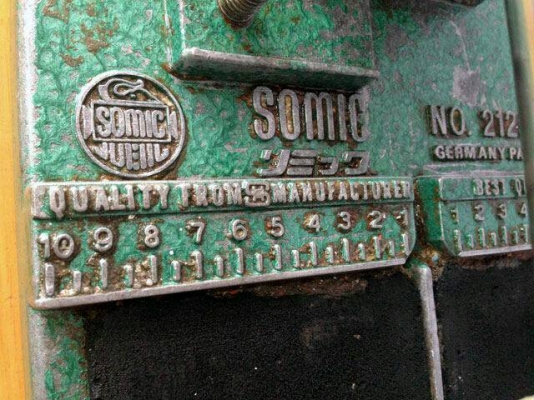 SOMIC
SOMIC
ソミック
NO. 212
GERMANY PA
QUALITY FROM MANUFACTURER
BEST Q
10 9 8 7 6 5 4 3 2 1
1 2 3 4